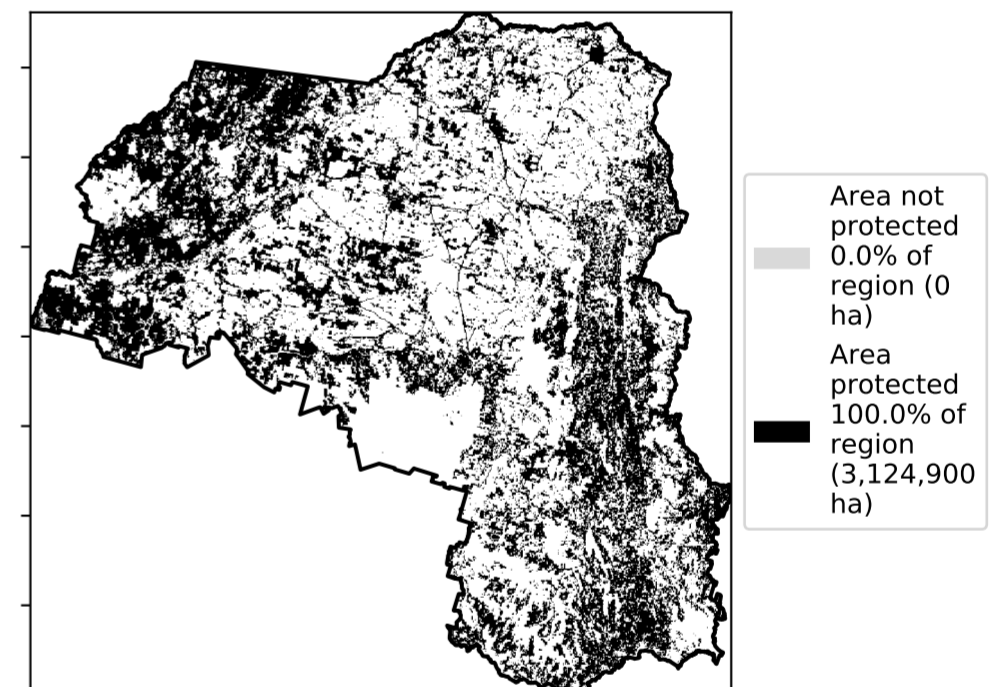 Area not
protected
0.0% of
region (0
ha)
Area
protected
100.0% of
region
(3,124,900
ha)